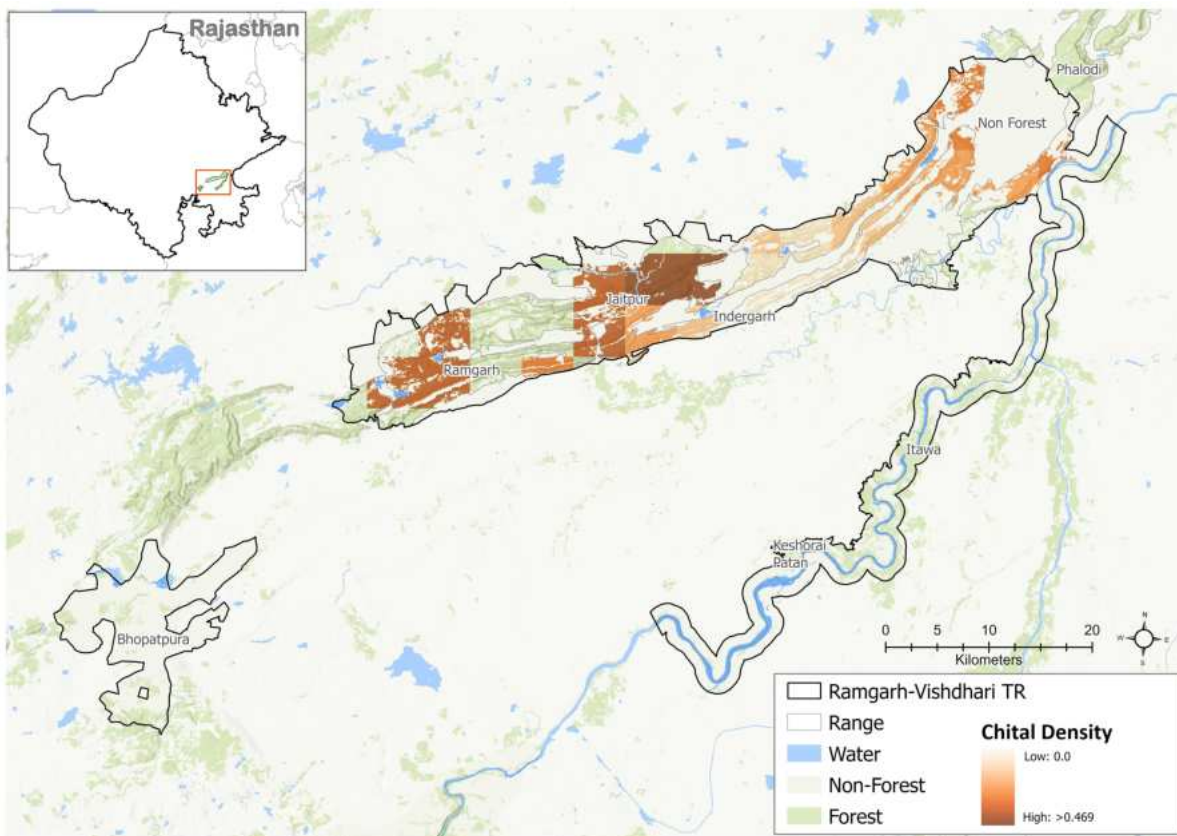 Rajasthan
Phalodi
Non Forest
Jaitpur
Indergarh
Ramgarh
Itawa
Keshorai
Patan
Bhopatpura
N
W
E
S
0 5 10 20
Kilometers
Ramgarh-Vishdhari TR
Range
Water
Non-Forest
Forest
Chital Density
Low: 0.0
High: >0.469